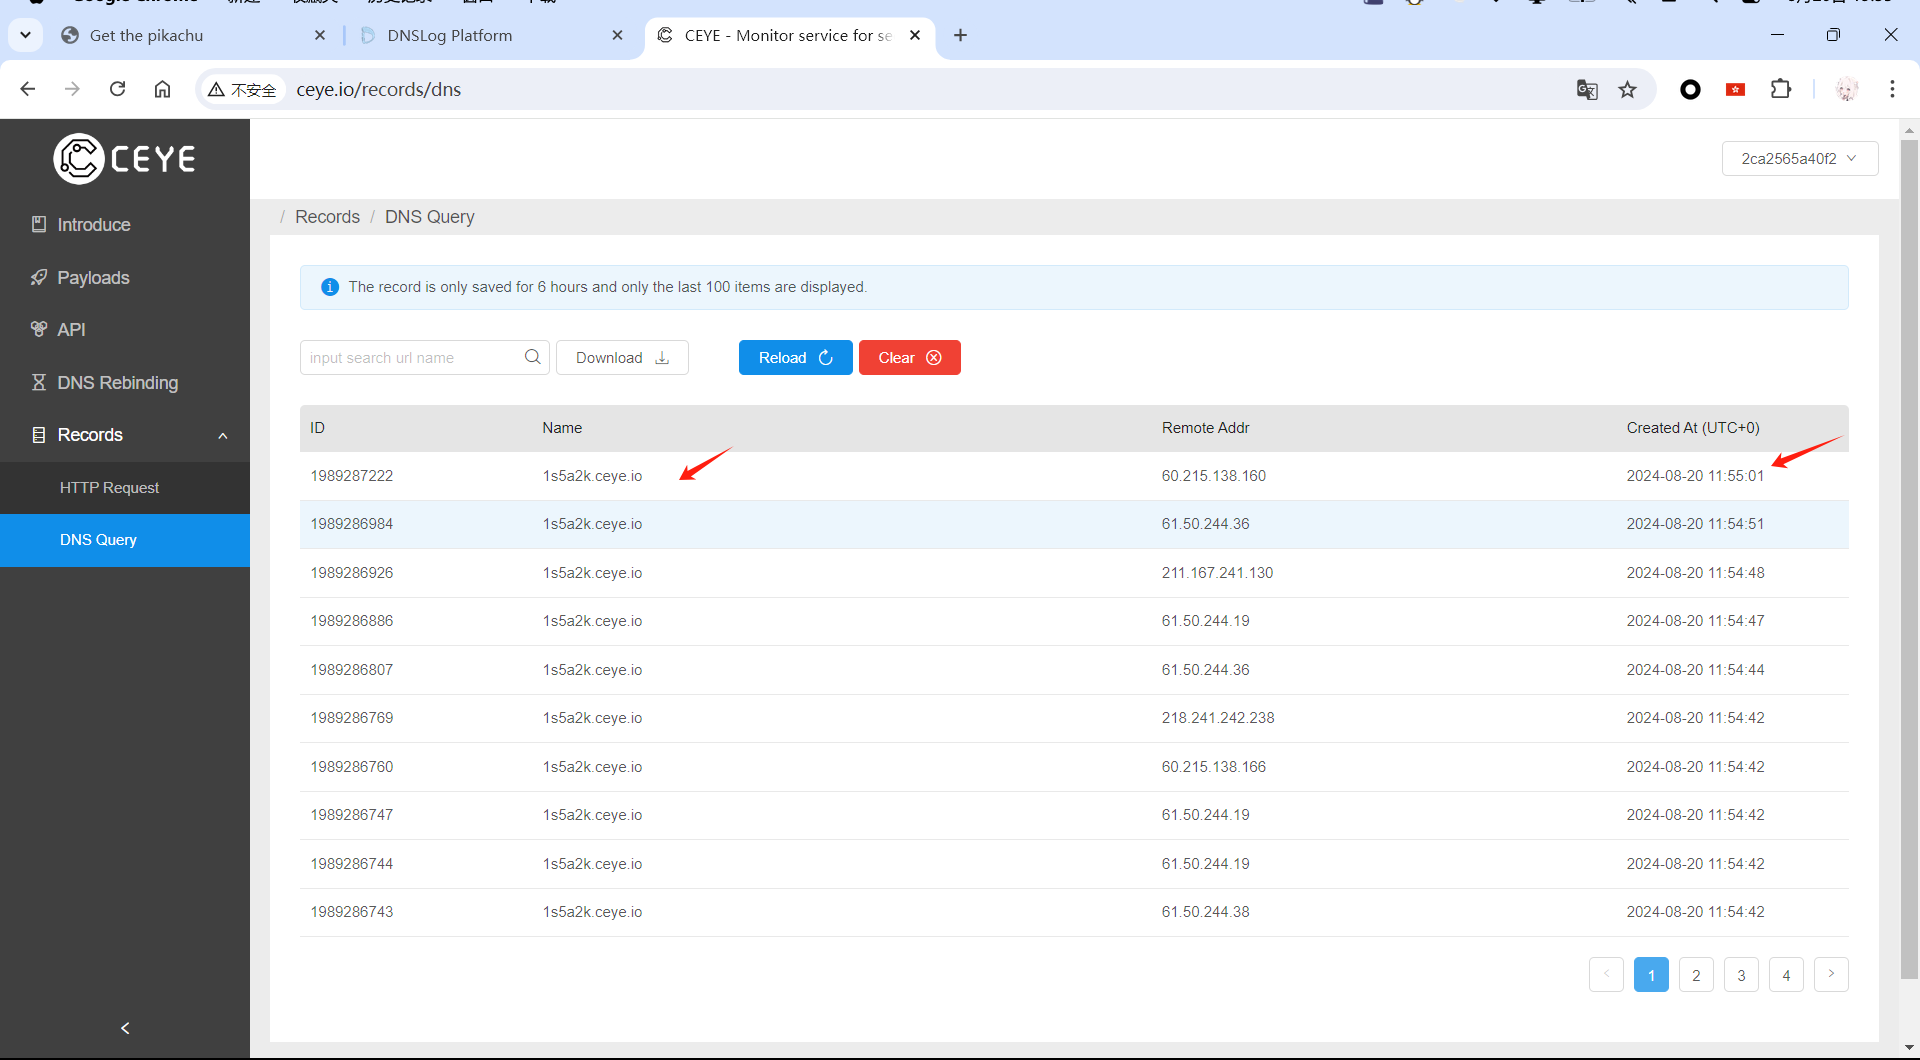 Get the pikachu
DNSLog Platform
CEYE - Monitor service for se
不安全
ceye.io/records/dns
CEYE
2ca2565a40f2
Introduce
Payloads
API
DNS Rebinding
Records
HTTP Request
DNS Query
/ Records / DNS Query
The record is only saved for 6 hours and only the last 100 items are displayed.
input search url name
Download
Reload
Clear
ID Name Remote Addr Created At (UTC+0)
1989287222 1s5a2k.ceye.io 60.215.138.160 2024-08-20 11:55:01
1989286984 1s5a2k.ceye.io 61.50.244.36 2024-08-20 11:54:51
1989286926 1s5a2k.ceye.io 211.167.241.130 2024-08-20 11:54:48
1989286886 1s5a2k.ceye.io 61.50.244.19 2024-08-20 11:54:47
1989286807 1s5a2k.ceye.io 61.50.244.36 2024-08-20 11:54:44
1989286769 1s5a2k.ceye.io 218.241.242.238 2024-08-20 11:54:42
1989286760 1s5a2k.ceye.io 60.215.138.166 2024-08-20 11:54:42
1989286747 1s5a2k.ceye.io 61.50.244.19 2024-08-20 11:54:42
1989286744 1s5a2k.ceye.io 61.50.244.19 2024-08-20 11:54:42
1989286743 1s5a2k.ceye.io 61.50.244.38 2024-08-20 11:54:42
1 2 3 4